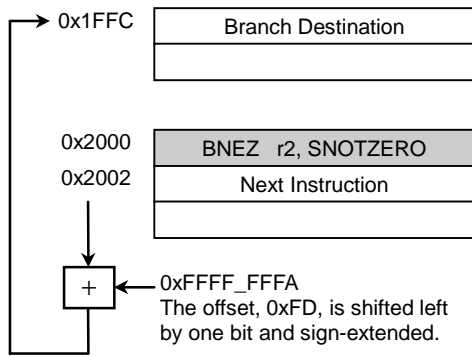 0x1FFC
Branch Destination
0x2000
BNEZ r2, SNOTZERO
0x2002
Next Instruction
+
0xFFFF_FFFA
The offset, 0xFD, is shifted left
by one bit and sign-extended.